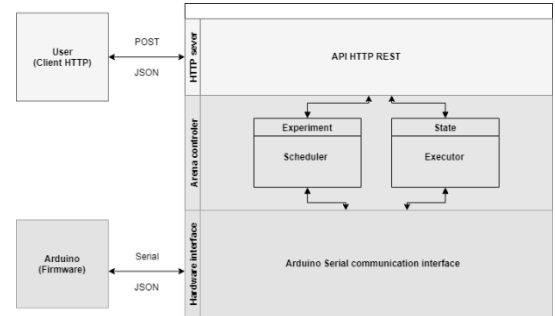 User
(Client HTTP)
POST
JSON
HTTP sever
API HTTP REST
Arena controler
Experiment
Scheduler
State
Executor
Arduino
(Firmware)
Serial
JSON
Hardware interface
Arduino Serial communication interface